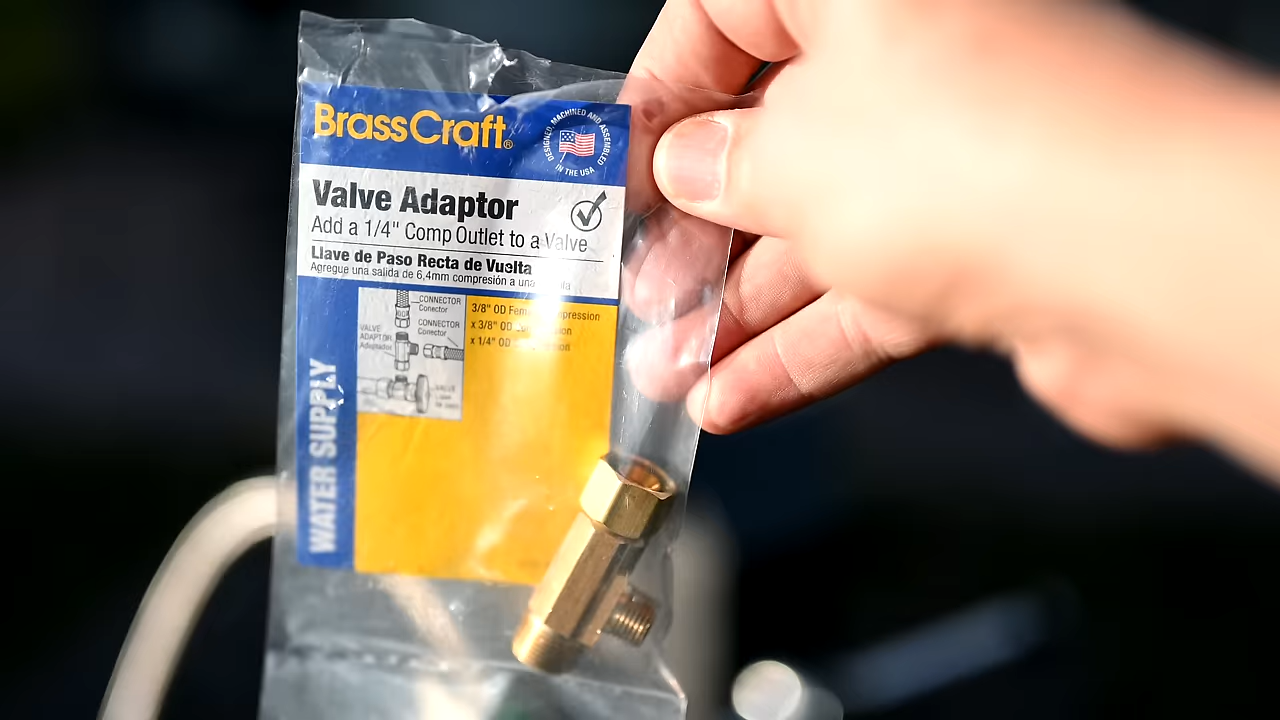 BrassCraft®
DESIGNED, MACHINED AND ASSEMBLED
IN THE USA
Valve Adaptor
Add a 1/4" Comp Outlet to a Valve
Llave de Paso Recta de Vuelta
Agregue una salida de 6,4mm compresión a una
CONNECTOR
Conector
CONNECTOR
Conector
VALVE
ADAPTOR
Adaptador
VALVE
3/8" OD
x 3/8" OD
x 1/4" OD
WATER SUPPLY